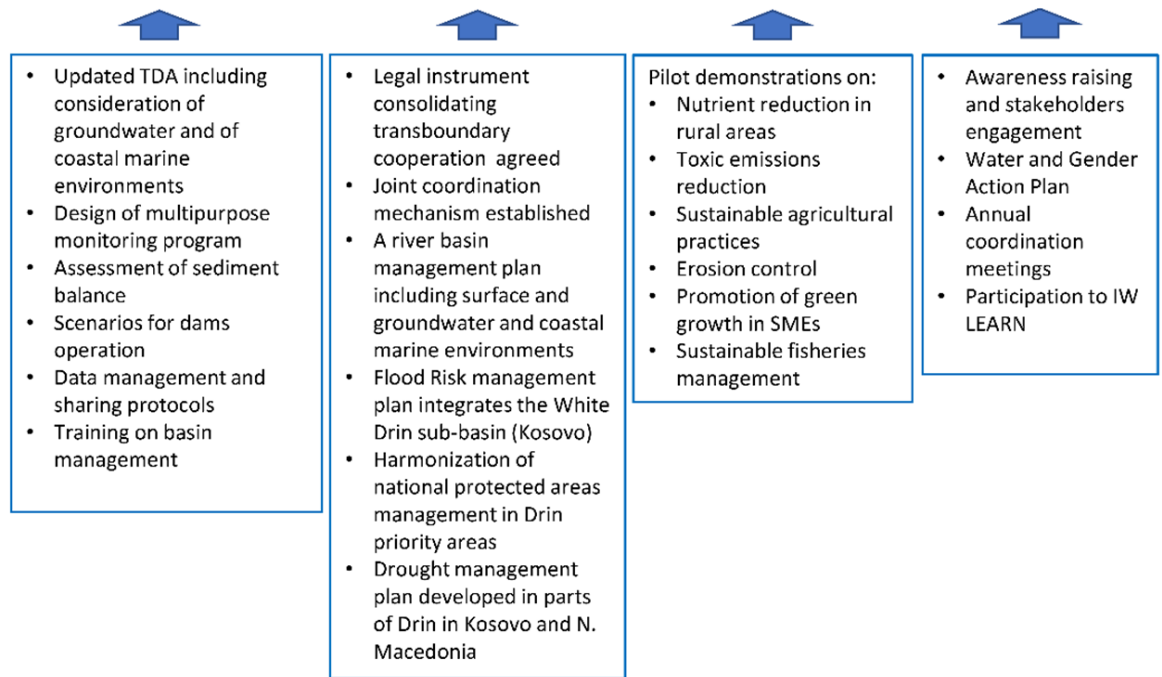 • Updated TDA including
consideration of
groundwater and of
coastal marine
environments
• Design of multipurpose
monitoring program
• Assessment of sediment
balance
• Scenarios for dams
operation
• Data management and
sharing protocols
• Training on basin
management
• Legal instrument
consolidating
transboundary
cooperation agreed
• Joint coordination
mechanism established
• A river basin
management plan
including surface and
groundwater and coastal
marine environments
• Flood Risk management
plan integrates the White
Drin sub-basin (Kosovo)
• Harmonization of
national protected areas
management in Drin
priority areas
• Drought management
plan developed in parts
of Drin in Kosovo and N.
Macedonia
Pilot demonstrations on:
• Nutrient reduction in
rural areas
• Toxic emissions
reduction
• Sustainable agricultural
practices
• Erosion control
• Promotion of green
growth in SMEs
• Sustainable fisheries
management
• Awareness raising
and stakeholders
engagement
• Water and Gender
Action Plan
• Annual
coordination
meetings
• Participation to IW
LEARN